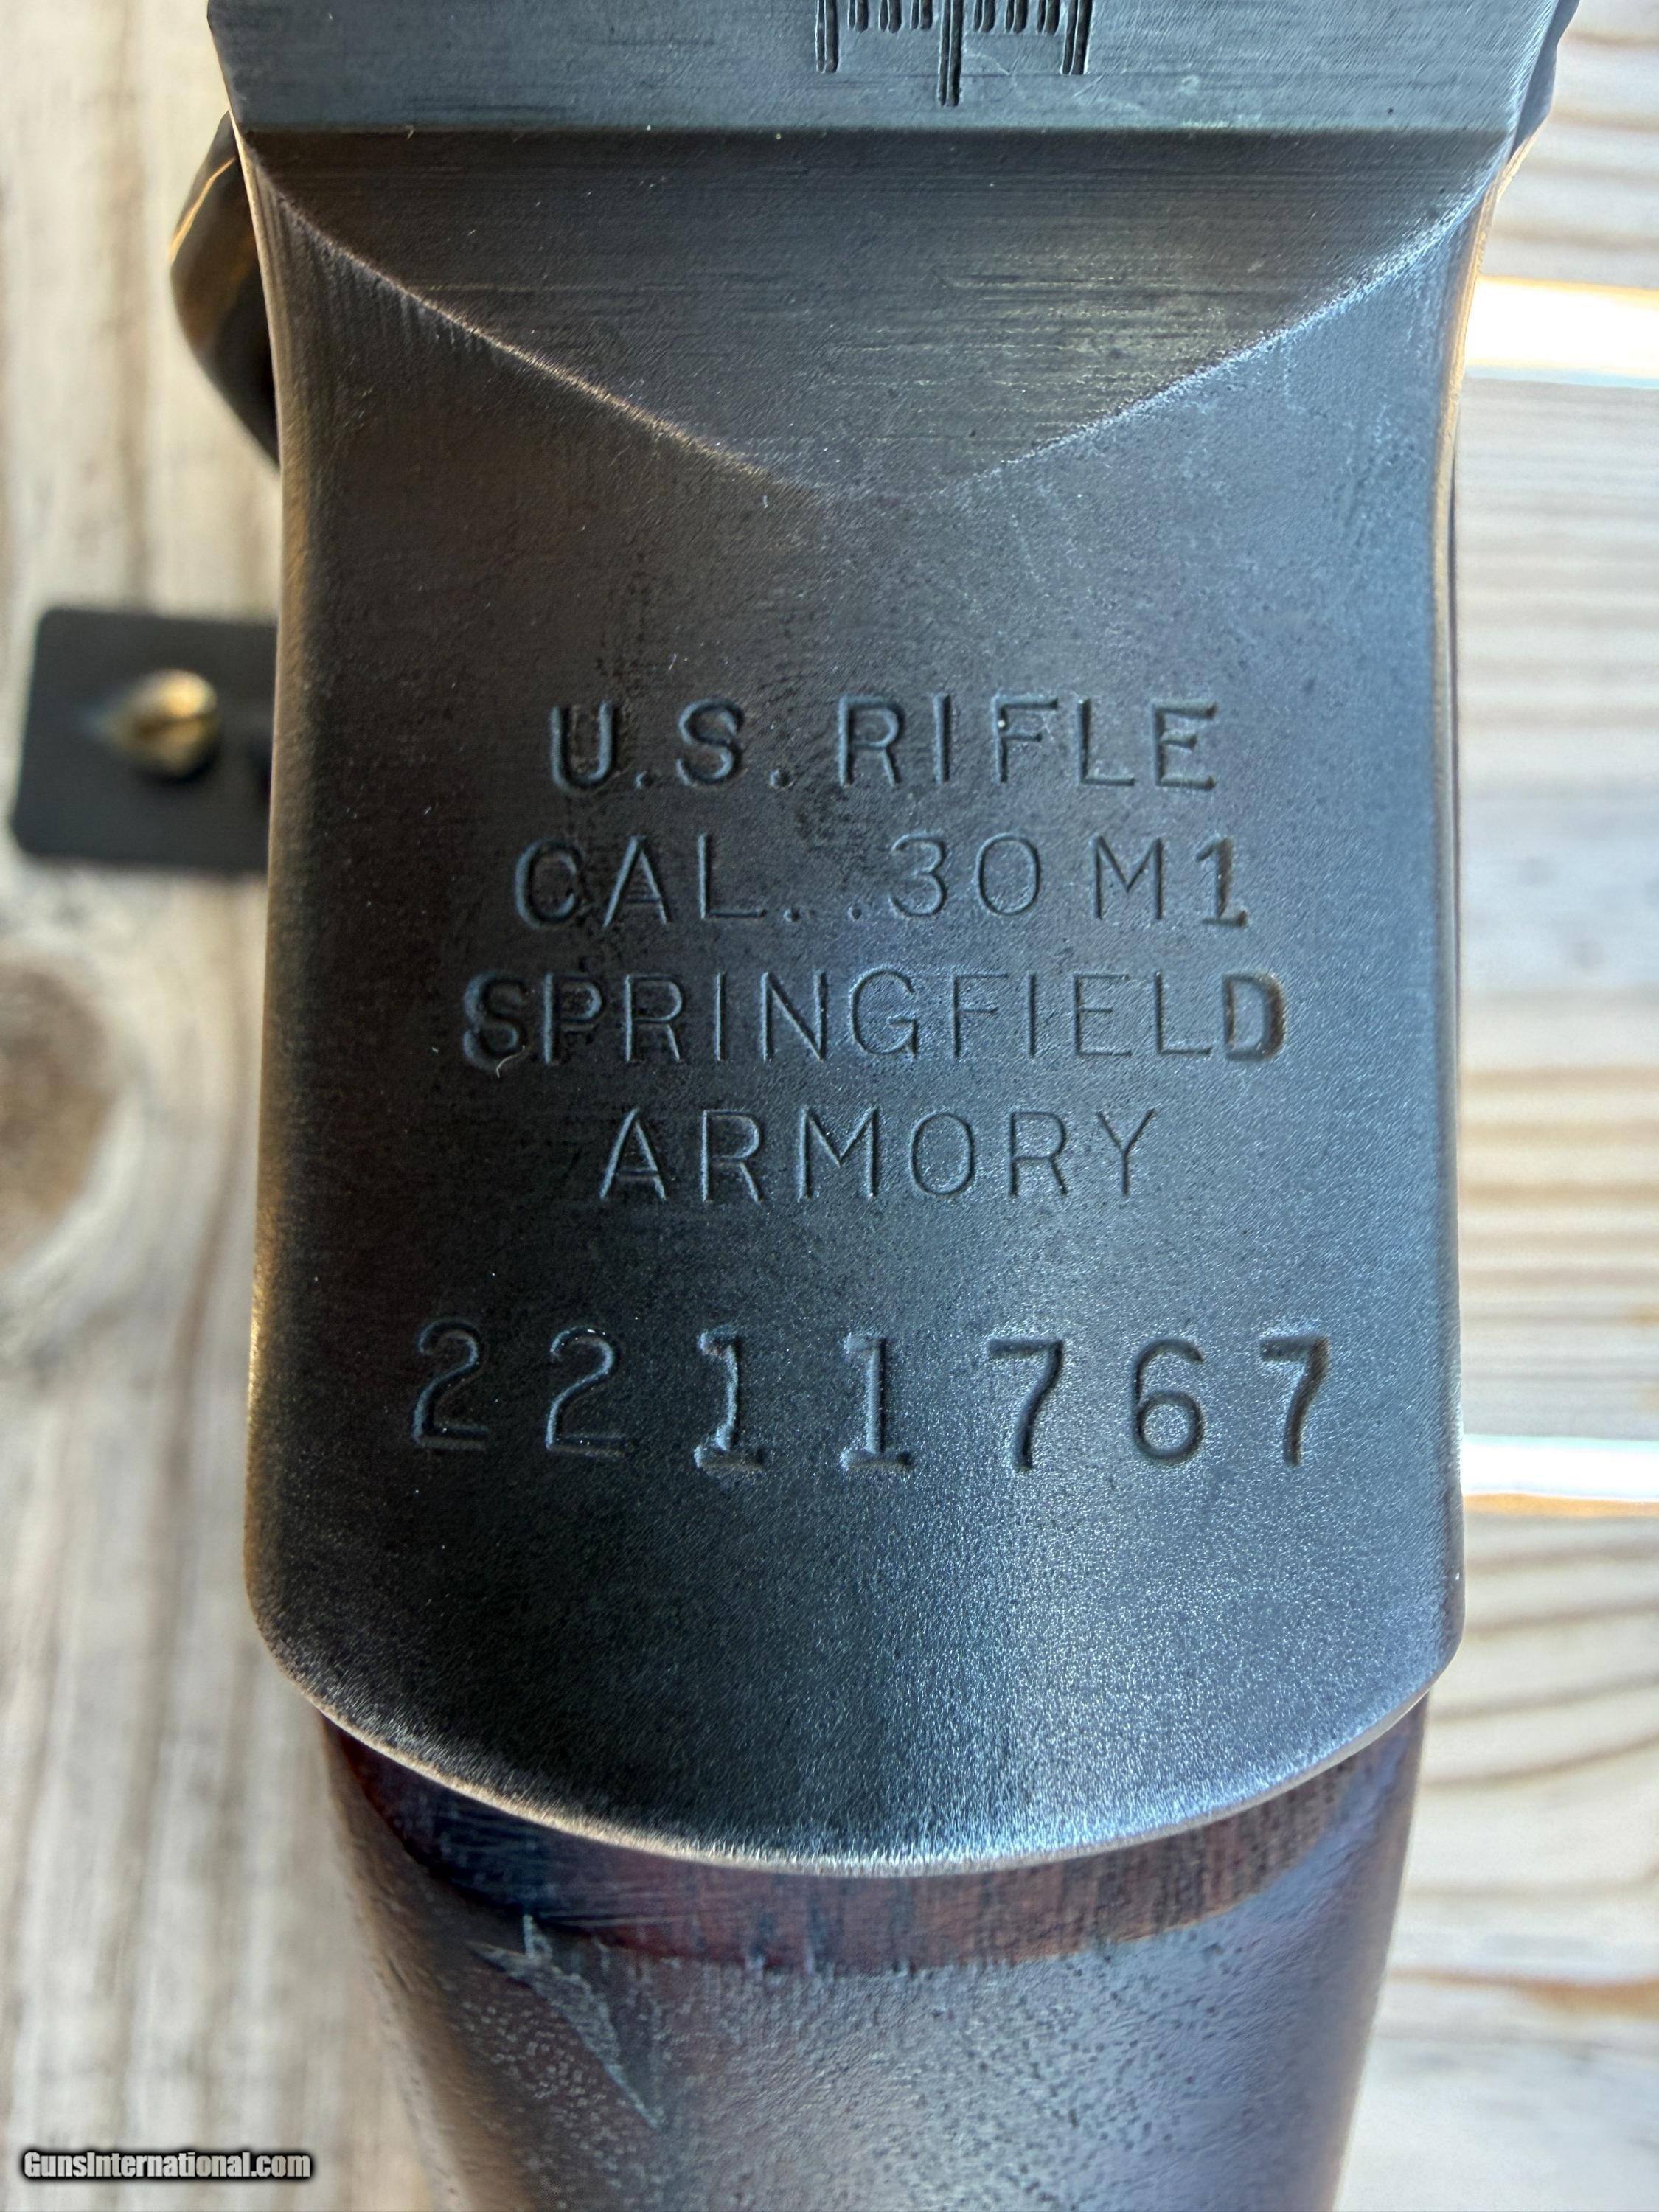 U.S. RIFLE
CAL. .30 M1
SPRINGFIELD
ARMORY
2211767
GunsInternational.com